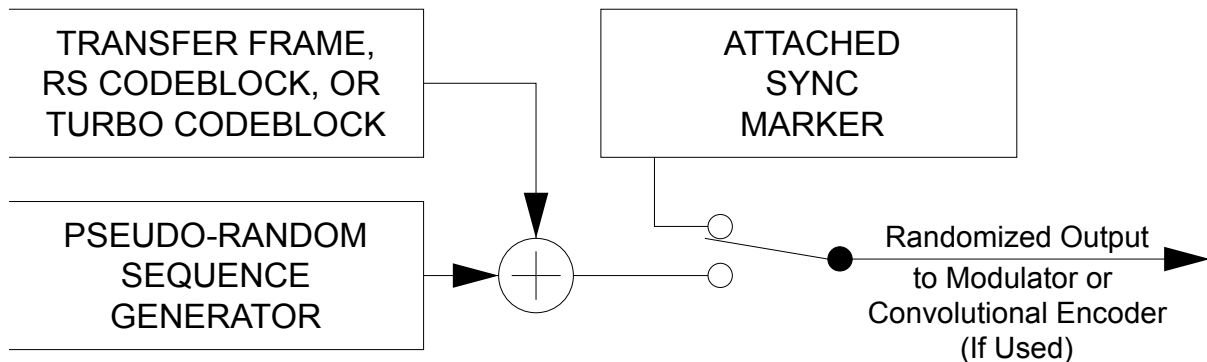 TRANSFER FRAME,
RS CODEBLOCK, OR
TURBO CODEBLOCK
ATTACHED
SYNC
MARKER
PSEUDO-RANDOM
SEQUENCE
GENERATOR
Randomized Output
to Modulator or
Convolutional Encoder
(If Used)